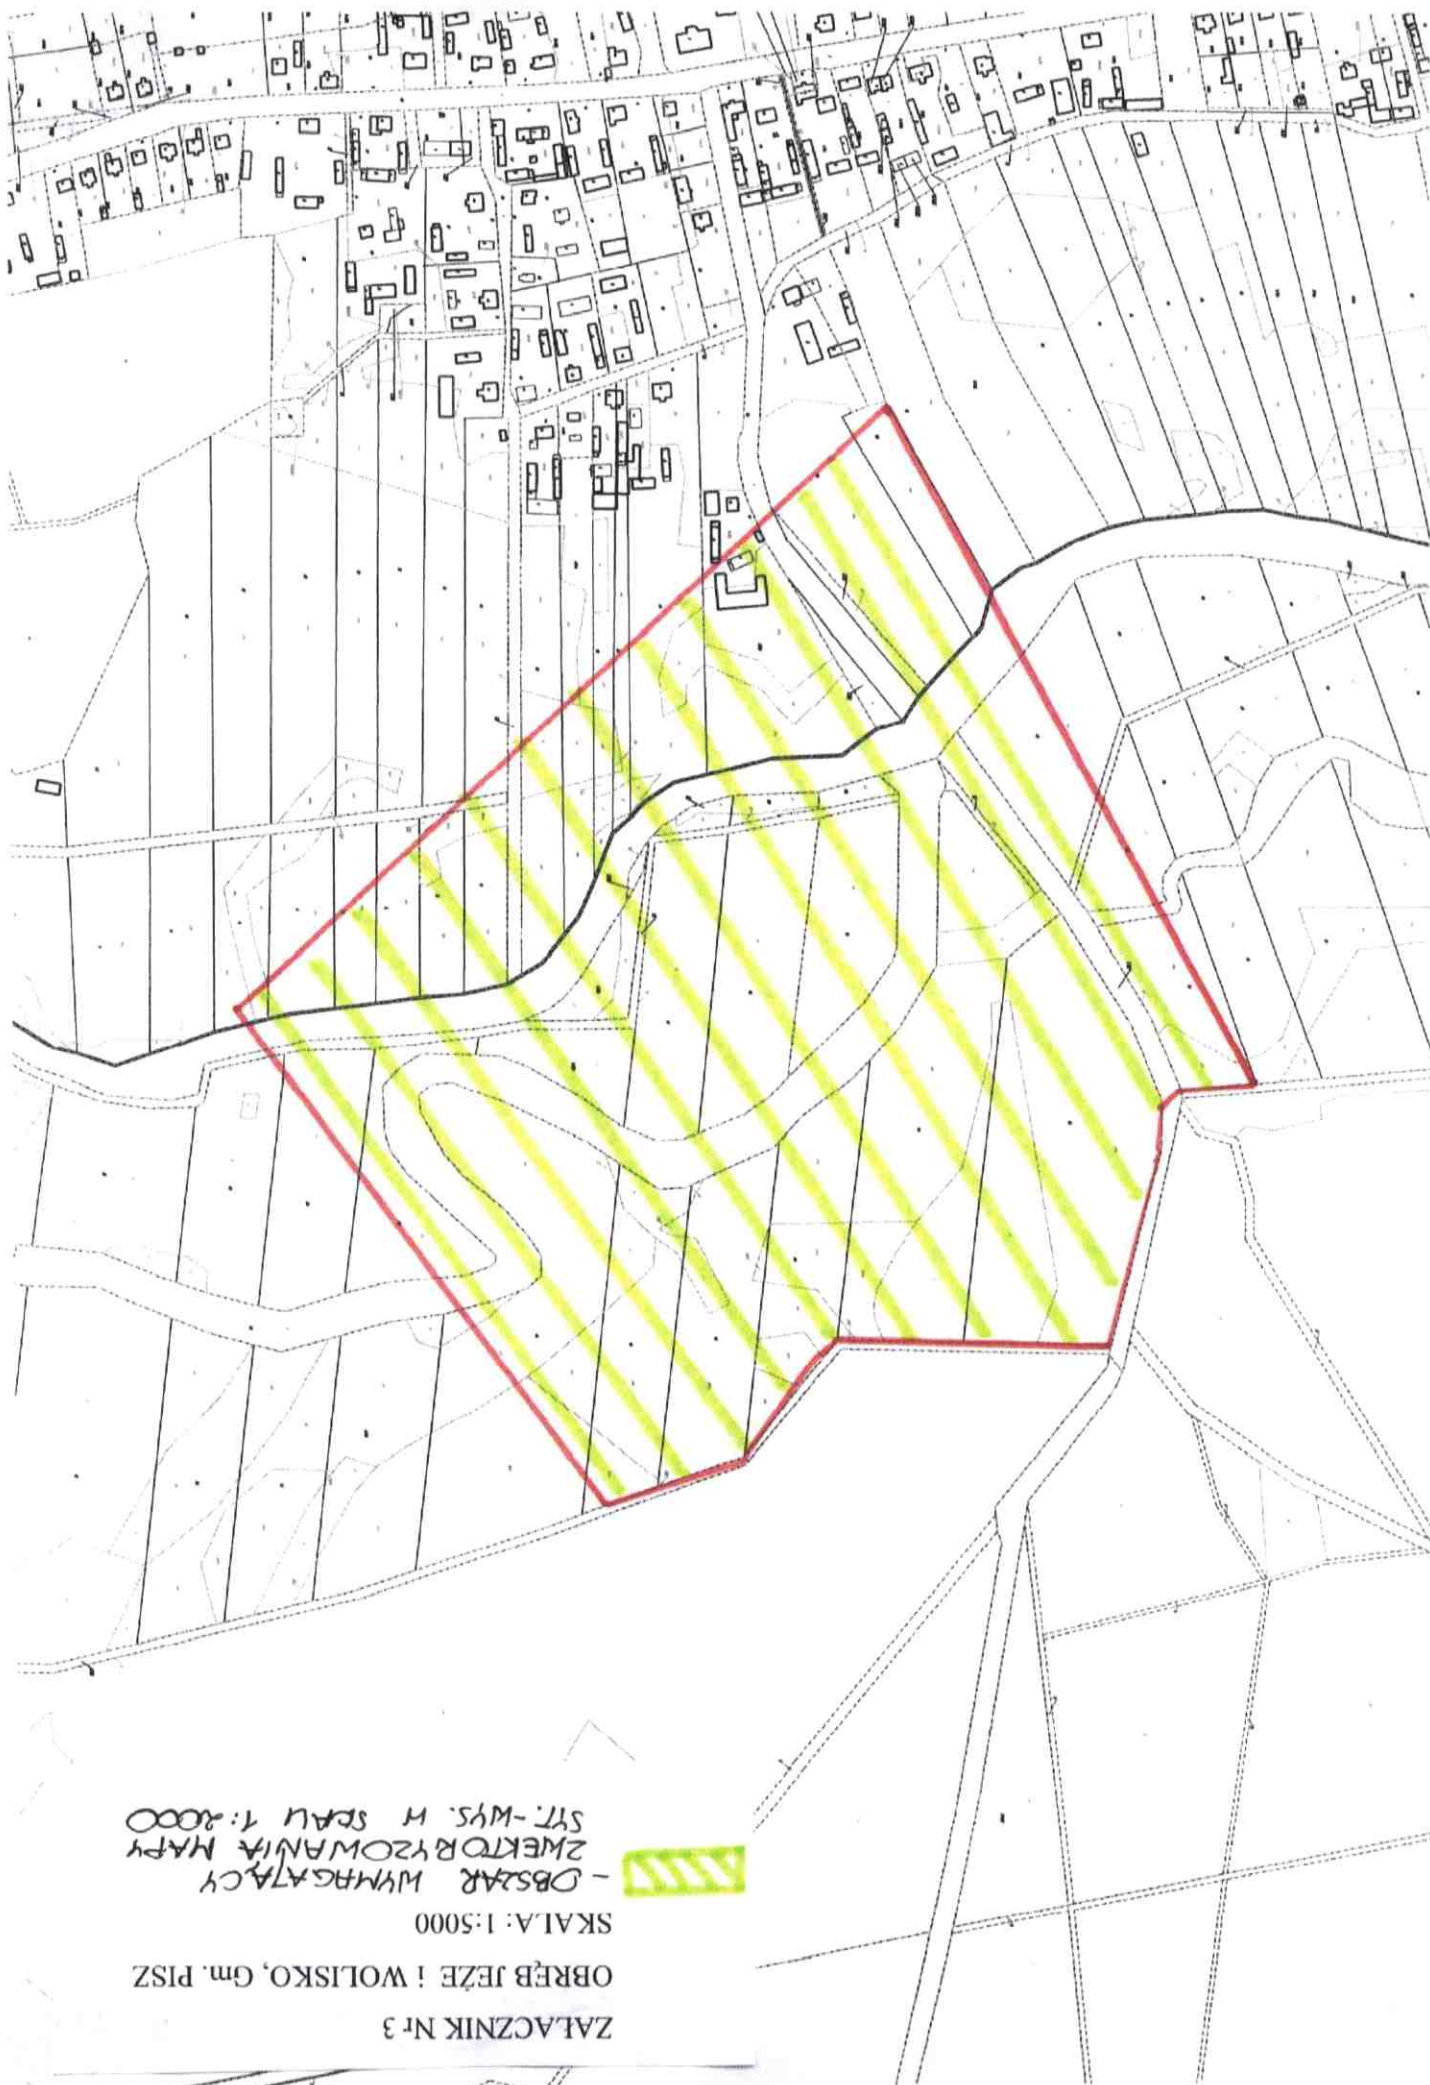 ZAŁACZNIK Nr 3
OBRĘB JEŻE i WOLISKO, Gm. PISZ
SKALA: 1:5000
- OBSZAR WYMAGAJĄCY
ZWEKTORYZOWANIA MAPY
SYT.-WYS. W SKALI 1:2000